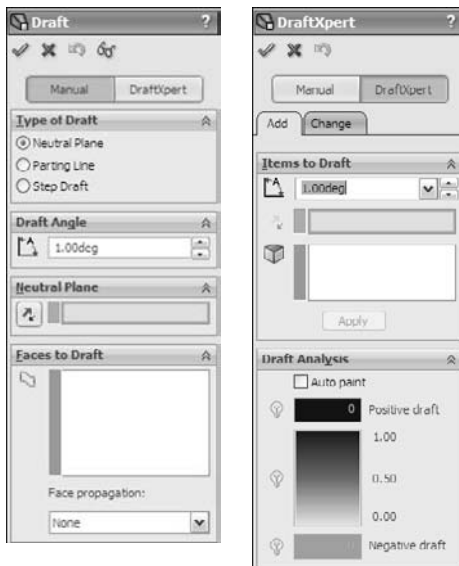 Draft ?
Manual DraftXpert
Type of Draft
Neutral Plane
Parting Line
Step Draft
Draft Angle
1.00deg
Neutral Plane
Faces to Draft
Face propagation:
None
DraftXpert ?
Manual DraftXpert
Add Change
Items to Draft
1.00deg
Apply
Draft Analysis
Auto paint
0 Positive draft
1.00
0.50
0.00
0 Negative draft